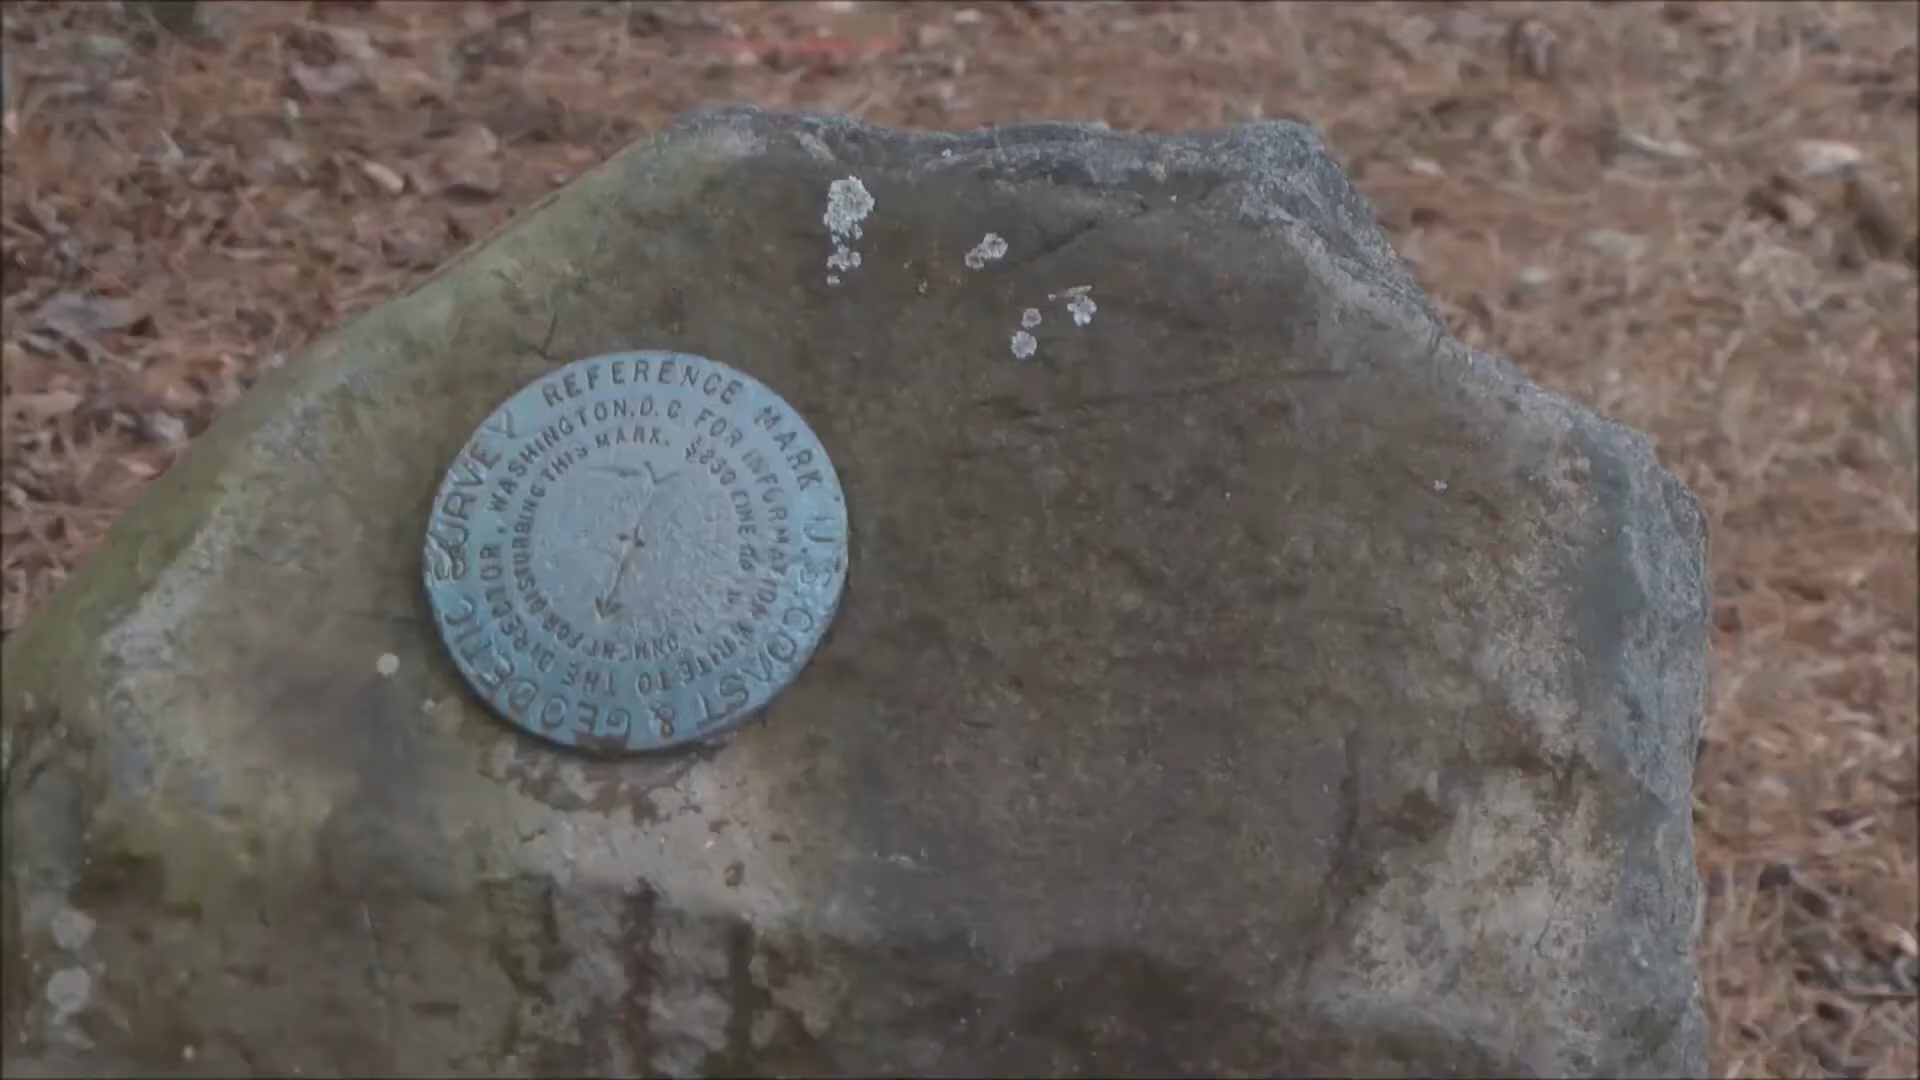 U.S. COAST & GEODETIC SURVEY REFERENCE MARK
FOR INFORMATION WRITE TO THE DIRECTOR, WASHINGTON, D.C.
$250 FINE OR IMPRISONMENT FOR DISTURBING THIS MARK.